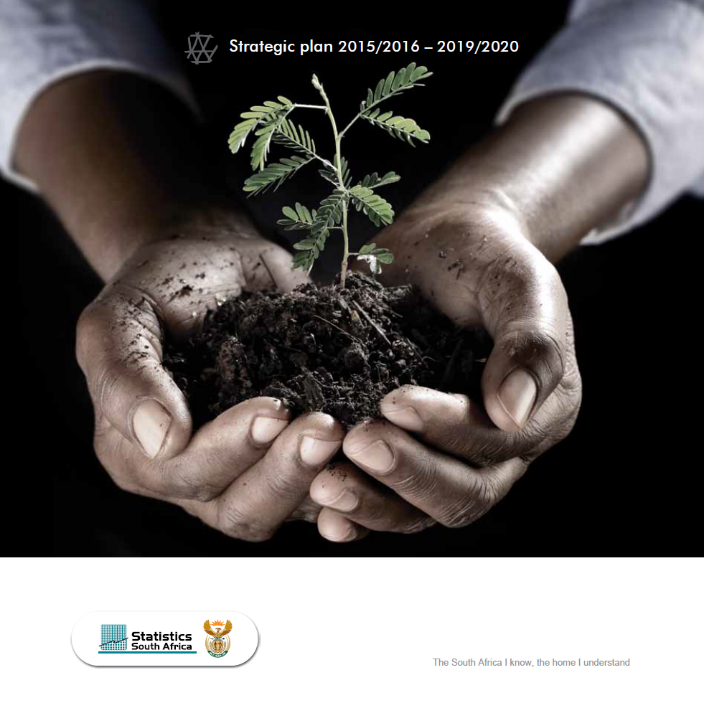 Strategic plan 2015/2016 – 2019/2020
Statistics
South Africa
The South Africa I know, the home I understand